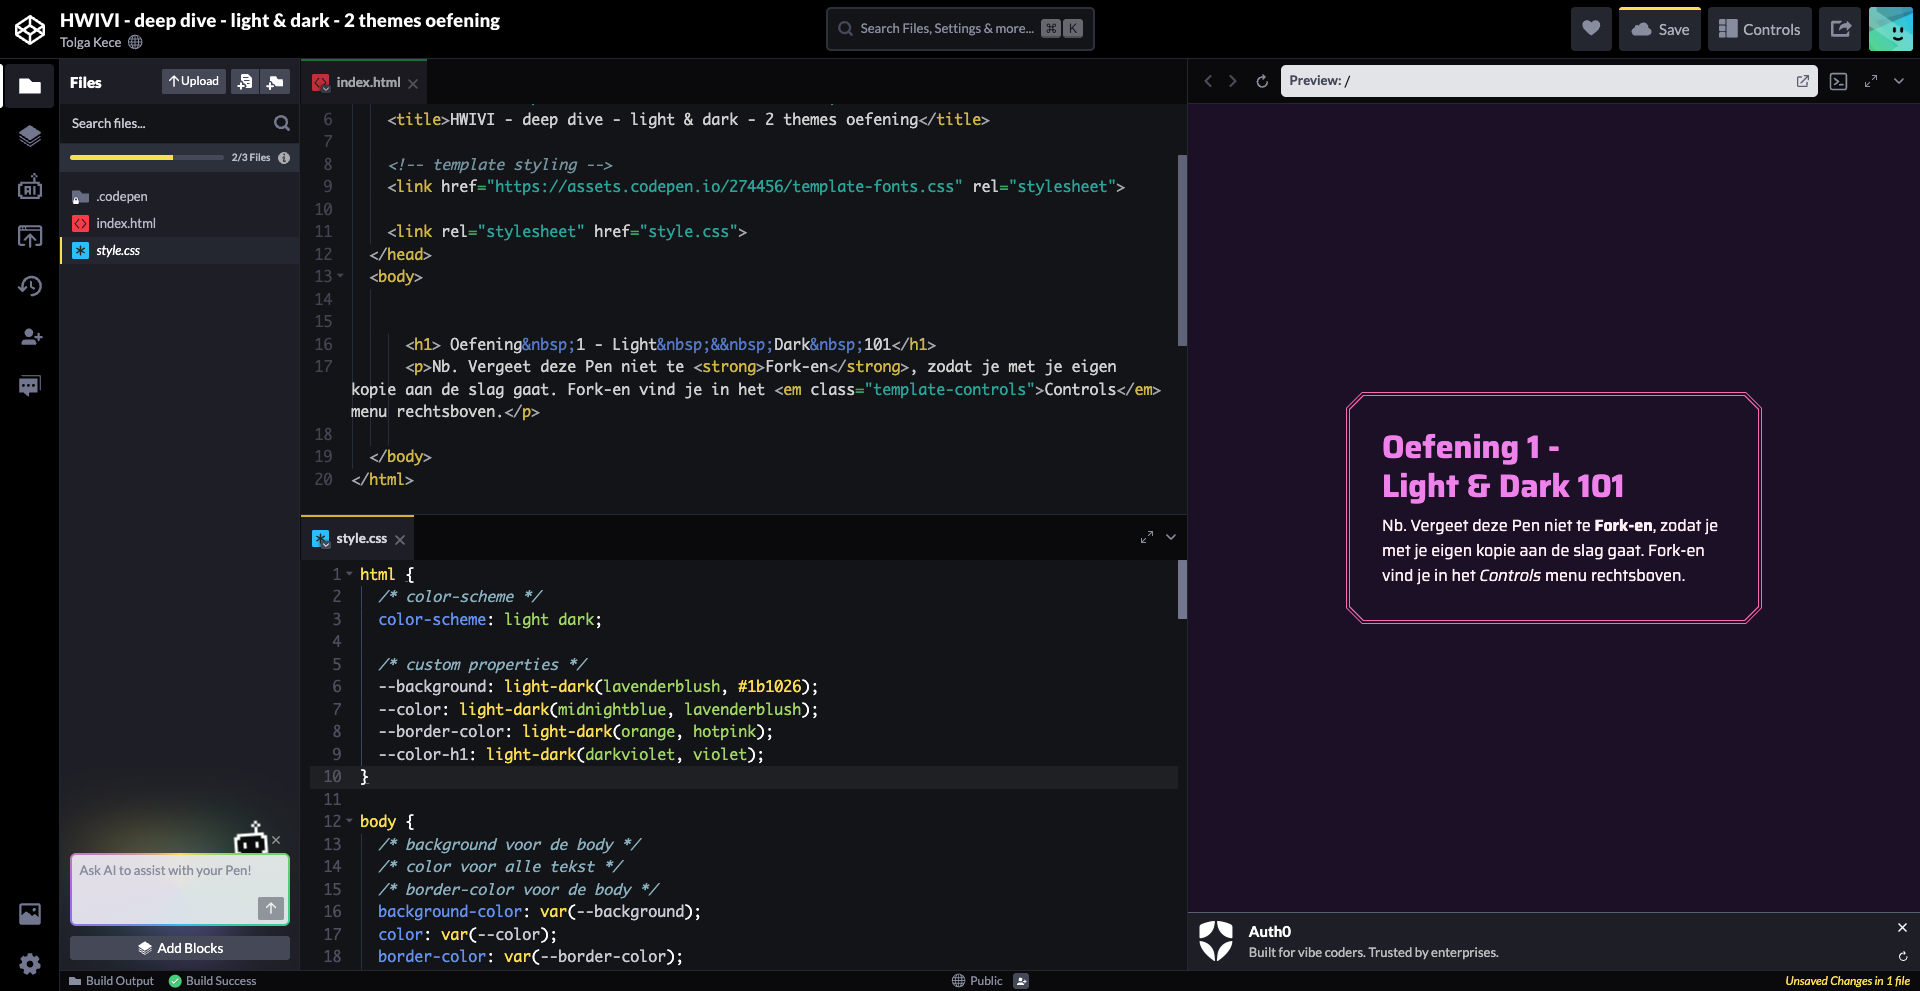 HWIVI - deep dive - light & dark - 2 themes oefening
Tolga Kece
Search Files, Settings & more... ⌘ K
Save
Controls
Files
Upload
Search files...
2/3 Files
.codepen
index.html
style.css
Ask AI to assist with your Pen!
Add Blocks
index.html
6 <title>HWIVI - deep dive - light & dark - 2 themes oefening</title>
7
8 <!-- template styling -->
9 <link href="https://assets.codepen.io/274456/template-fonts.css" rel="stylesheet">
10
11 <link rel="stylesheet" href="style.css">
12 </head>
13 <body>
14
15
16 <h1> Oefening&nbsp;1 - Light&nbsp;&&nbsp;Dark&nbsp;101</h1>
17 <p>Nb. Vergeet deze Pen niet te <strong>Fork-en</strong>, zodat je met je eigen
kopie aan de slag gaat. Fork-en vind je in het <em class="template-controls">Controls</em>
menu rechtsboven.</p>
18
19 </body>
20 </html>
style.css
1 html {
2 /* color-scheme */
3 color-scheme: light dark;
4
5 /* custom properties */
6 --background: light-dark(lavenderblush, #1b1026);
7 --color: light-dark(midnightblue, lavenderblush);
8 --border-color: light-dark(orange, hotpink);
9 --color-h1: light-dark(darkviolet, violet);
10 }
11
12 body {
13 /* background voor de body */
14 /* color voor alle tekst */
15 /* border-color voor de body */
16 background-color: var(--background);
17 color: var(--color);
18 border-color: var(--border-color);
Preview: /
Oefening 1 -
Light & Dark 101
Nb. Vergeet deze Pen niet te Fork-en, zodat je
met je eigen kopie aan de slag gaat. Fork-en
vind je in het Controls menu rechtsboven.
Auth0
Built for vibe coders. Trusted by enterprises.
Build Output
Build Success
Public
Unsaved Changes in 1 file